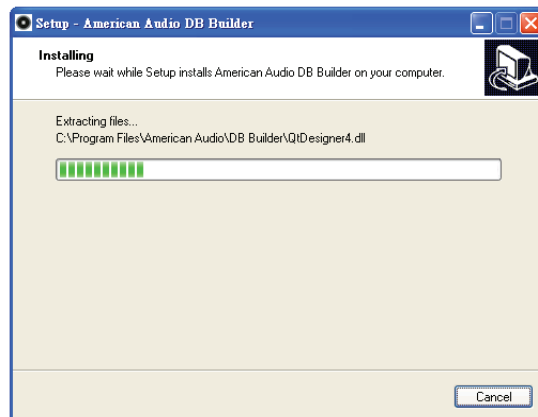 Setup - American Audio DB Builder
Installing
Please wait while Setup installs American Audio DB Builder on your computer.
Extracting files...
C:\Program Files\American Audio\DB Builder\QtDesigner4.dll
Cancel